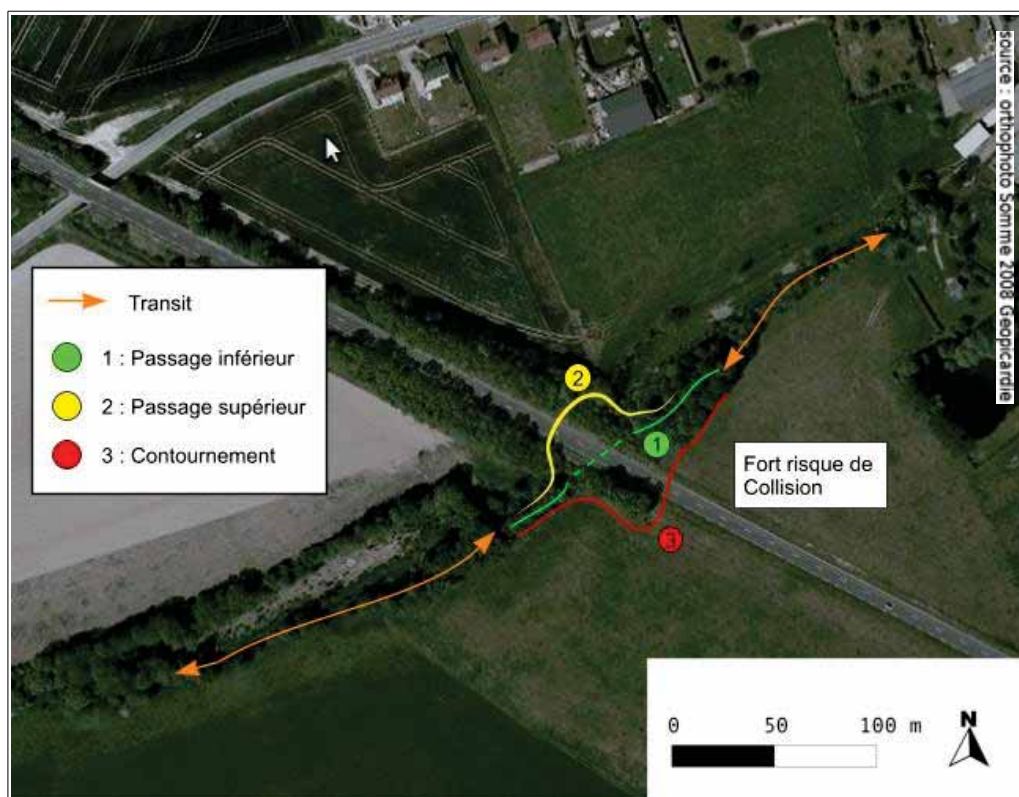 source : orthophoto Somme 2008 Geopicardie
Transit
1 : Passage inférieur
2 : Passage supérieur
3 : Contournement
2
1
3
Fort risque de
Collision
0 50 100 m
N